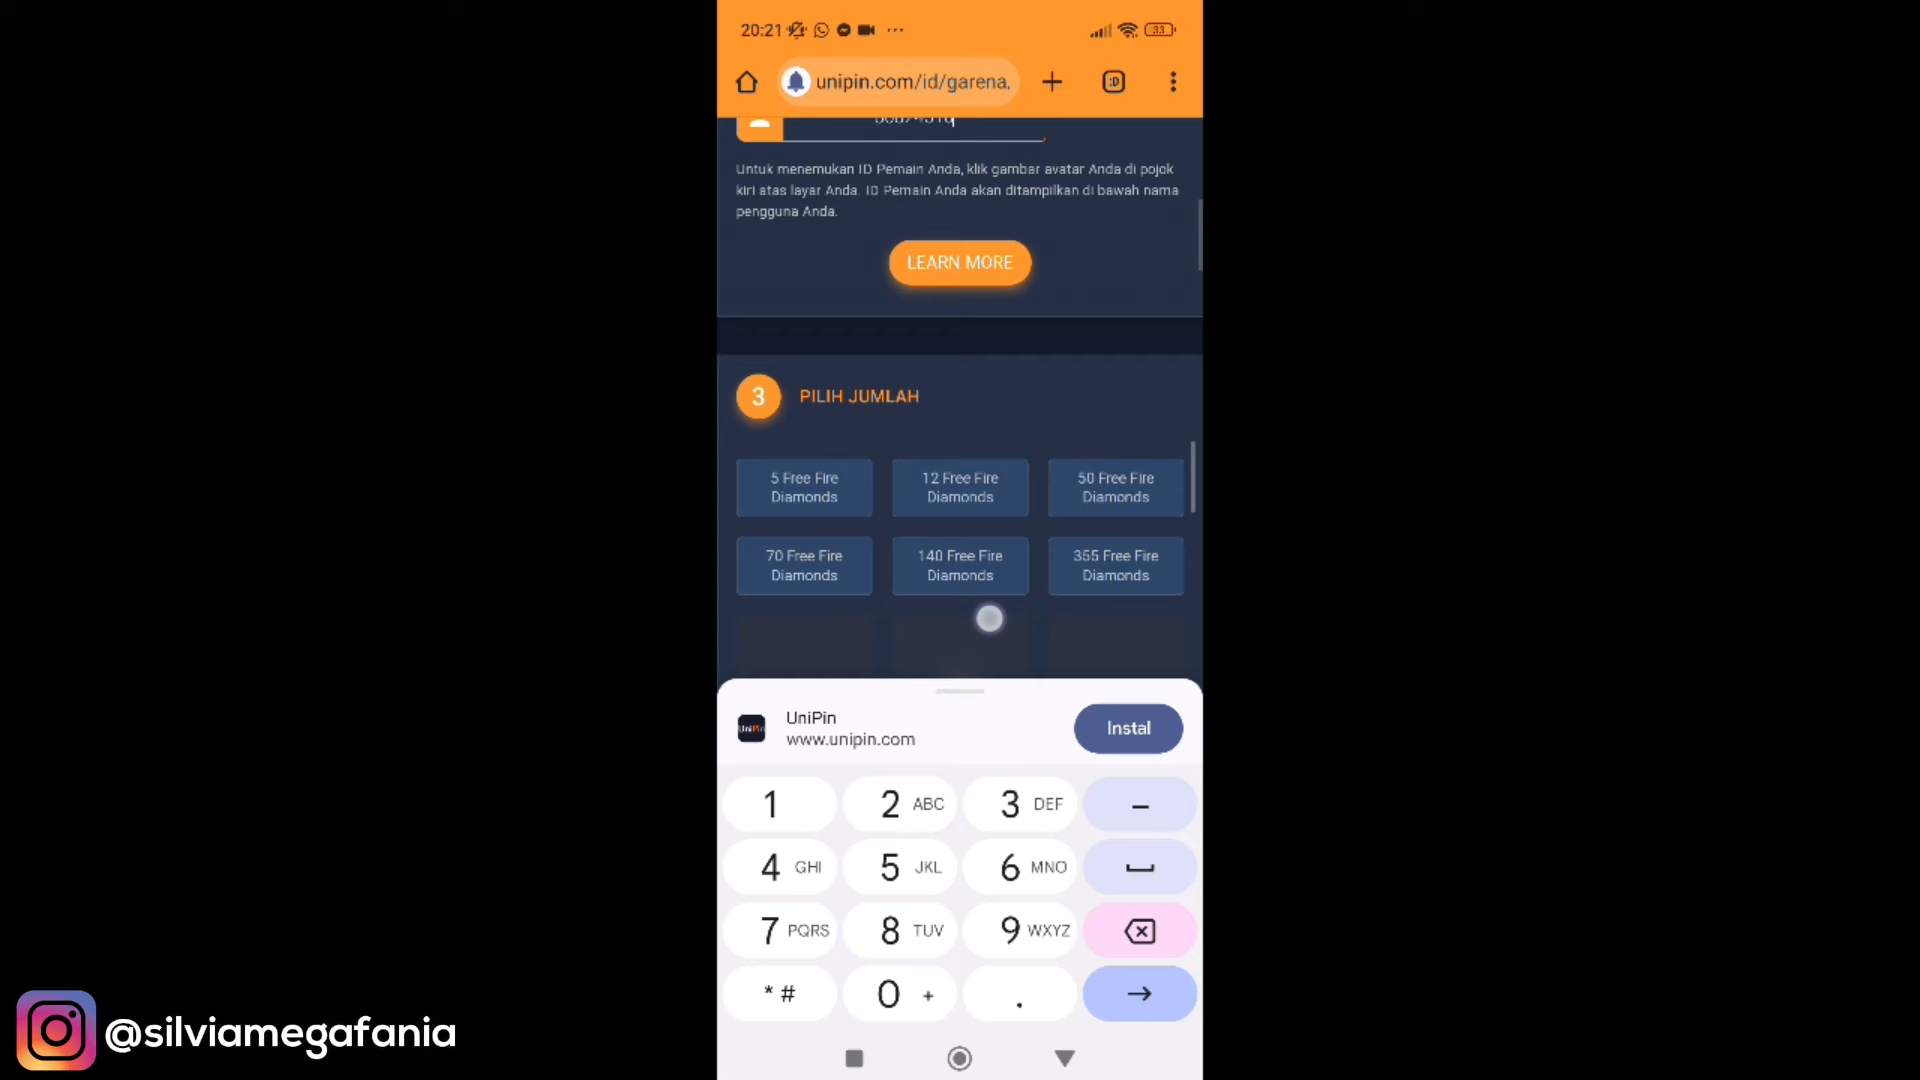 20:21
33
unipin.com/id/garena
Untuk menemukan ID Pemain Anda, klik gambar avatar Anda di pojok
kiri atas layar Anda. ID Pemain Anda akan ditampilkan di bawah nama
pengguna Anda.
LEARN MORE
3 PILIH JUMLAH
5 Free Fire Diamonds
12 Free Fire Diamonds
50 Free Fire Diamonds
70 Free Fire Diamonds
140 Free Fire Diamonds
355 Free Fire Diamonds
UniPin
www.unipin.com
Instal
1 2 ABC 3 DEF –
4 GHI 5 JKL 6 MNO
7 PQRS 8 TUV 9 WXYZ
* # 0 + .
@silviamegafania